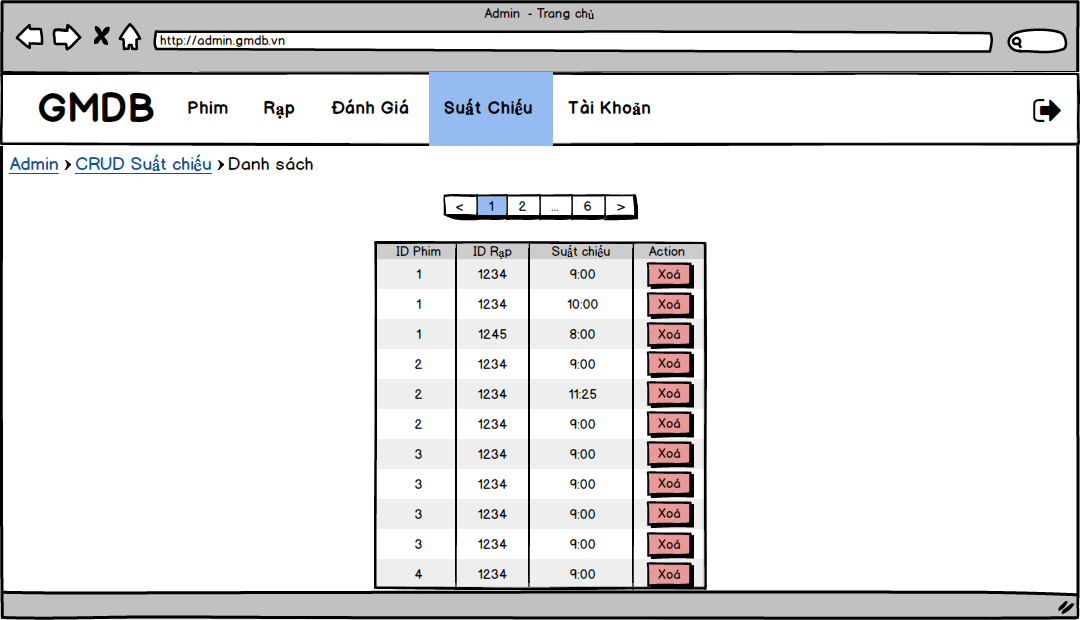 Admin - Trang chủ
http://admin.gmdb.vn
GMDB Phim Rạp Đánh Giá Suất Chiếu Tài Khoản
Admin › CRUD Suất chiếu › Danh sách
< 1 2 ... 6 >
ID Phim ID Rạp Suất chiếu Action
1 1234 9:00 Xoá
1 1234 10:00 Xoá
1 1245 8:00 Xoá
2 1234 9:00 Xoá
2 1234 11:25 Xoá
2 1234 9:00 Xoá
3 1234 9:00 Xoá
3 1234 9:00 Xoá
3 1234 9:00 Xoá
3 1234 9:00 Xoá
4 1234 9:00 Xoá